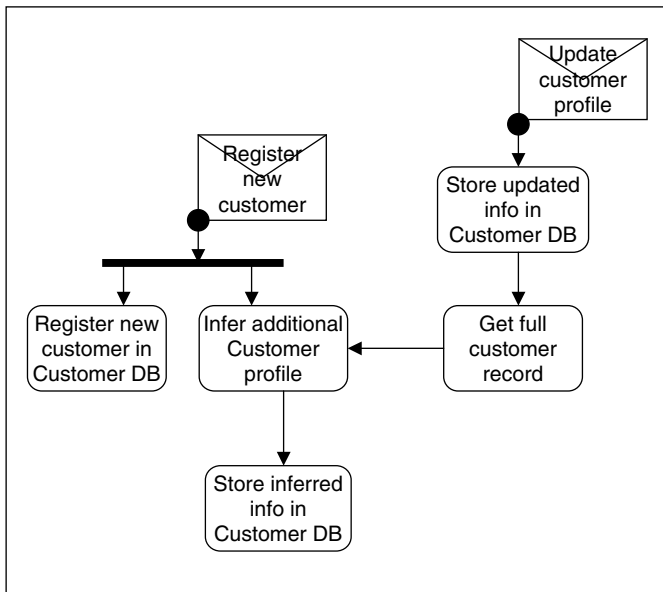 Update
customer
profile
Register
new
customer
Store updated
info in
Customer DB
Register new
customer in
Customer DB
Infer additional
Customer
profile
Get full
customer
record
Store inferred
info in
Customer DB